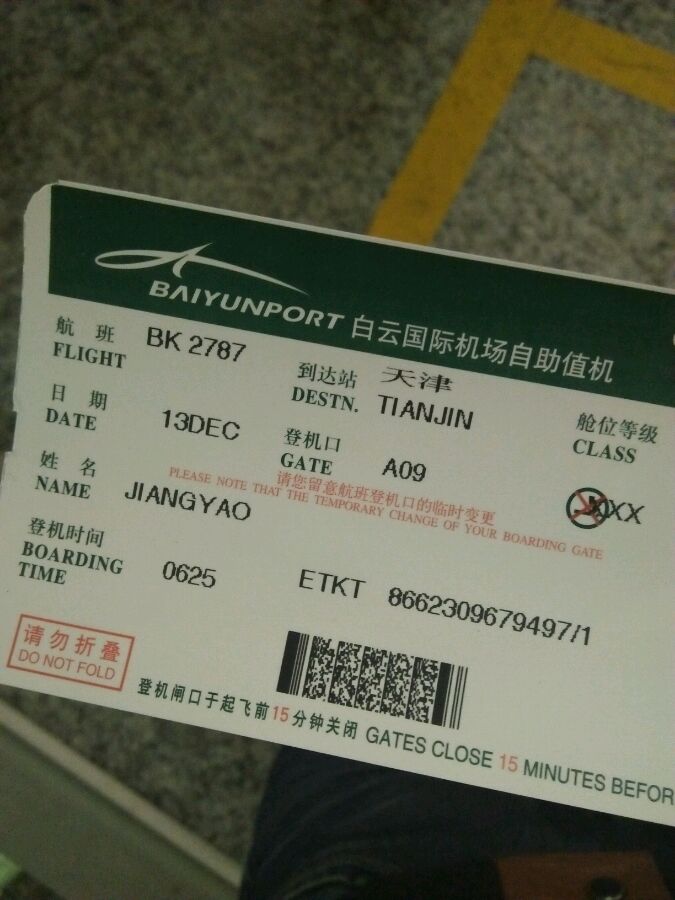 BAIYUNPORT 白云国际机场自助值机
航 班 BK 2787 到达站 天津 舱位等级
FLIGHT DESTN. TIANJIN CLASS
日 期 13DEC 登机口 A09
DATE GATE
姓 名 JIANGYAO 请您留意航班登机口的临时变更
NAME PLEASE NOTE THAT THE TEMPORARY CHANGE OF YOUR BOARDING GATE
登机时间 0625 ETKT 8662309679497/1
BOARDING
TIME
请勿折叠
DO NOT FOLD
登机闸口于起飞前15分钟关闭 GATES CLOSE 15 MINUTES BEFOR